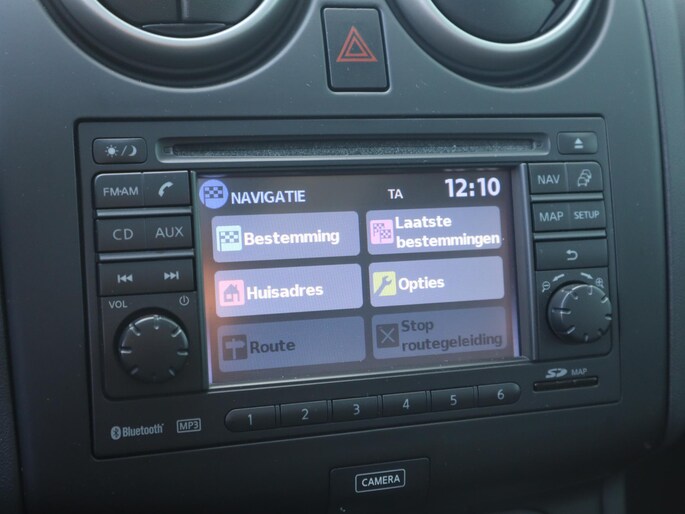 FM·AM
CD AUX
VOL
NAVIGATIE TA 12:10
Bestemming
Laatste
bestemmingen
Huisadres
Opties
Route
Stop
routegeleiding
NAV
MAP SETUP
SD MAP
Bluetooth MP3
1 2 3 4 5 6
CAMERA